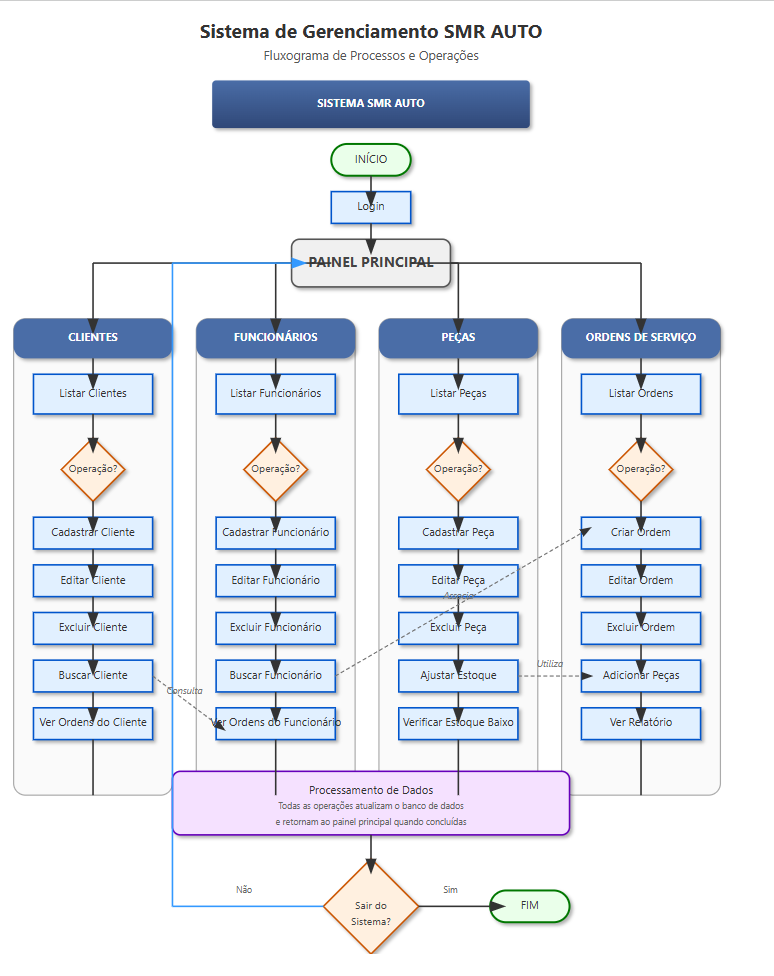 Sistema de Gerenciamento SMR AUTO
Fluxograma de Processos e Operações
SISTEMA SMR AUTO
INÍCIO
Login
PAINEL PRINCIPAL
CLIENTES
Listar Clientes
Operação?
Cadastrar Cliente
Editar Cliente
Excluir Cliente
Buscar Cliente
Ver Ordens do Cliente
Consulta
FUNCIONÁRIOS
Listar Funcionários
Operação?
Cadastrar Funcionário
Editar Funcionário
Excluir Funcionário
Buscar Funcionário
Ver Ordens do Funcionário
Associar
PEÇAS
Listar Peças
Operação?
Cadastrar Peça
Editar Peça
Excluir Peça
Ajustar Estoque
Verificar Estoque Baixo
Utiliza
ORDENS DE SERVIÇO
Listar Ordens
Operação?
Criar Ordem
Editar Ordem
Excluir Ordem
Adicionar Peças
Ver Relatório
Processamento de Dados
Todas as operações atualizam o banco de dados
e retornam ao painel principal quando concluídas
Não
Sair do
Sistema?
Sim
FIM